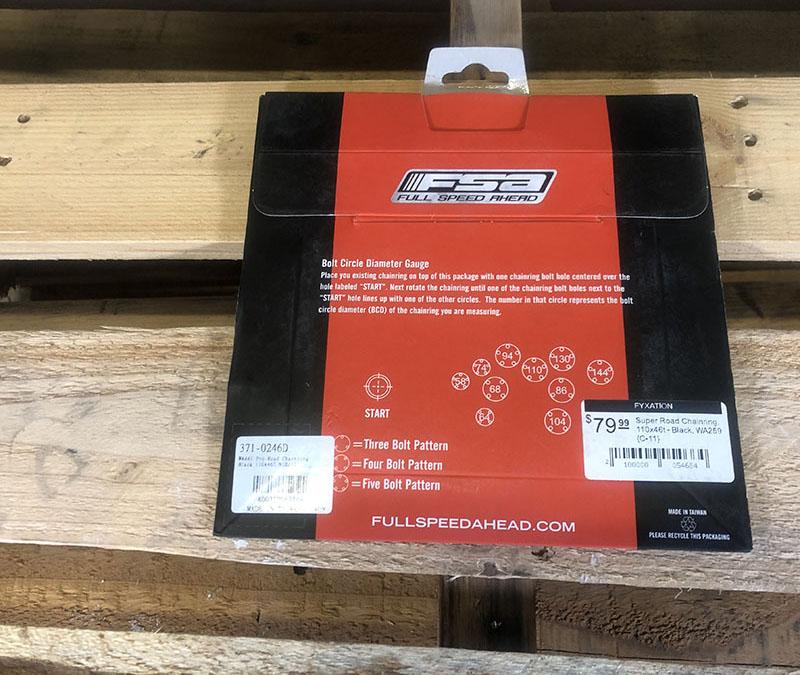 FSA
FULL SPEED AHEAD
Bolt Circle Diameter Gauge
Place you existing chainring on top of this package with one chainring bolt hole centered over the
hole labeled "START". Next rotate the chainring until one of the chainring bolt holes next to the
"START" hole lines up with one of the other circles. The number in that circle represents the bolt
circle diameter (BCD) of the chainring you are measuring.
94
130
74
110
144
58
68
86
64
104
START
=Three Bolt Pattern
=Four Bolt Pattern
=Five Bolt Pattern
371-0246D
Black
FYXATION
$79.99
Super Road Chainring,
110x46t - Black, WA259
(C-11)
2 100000 054664
FULLSPEEDAHEAD.COM
MADE IN TAIWAN
PLEASE RECYCLE THIS PACKAGING